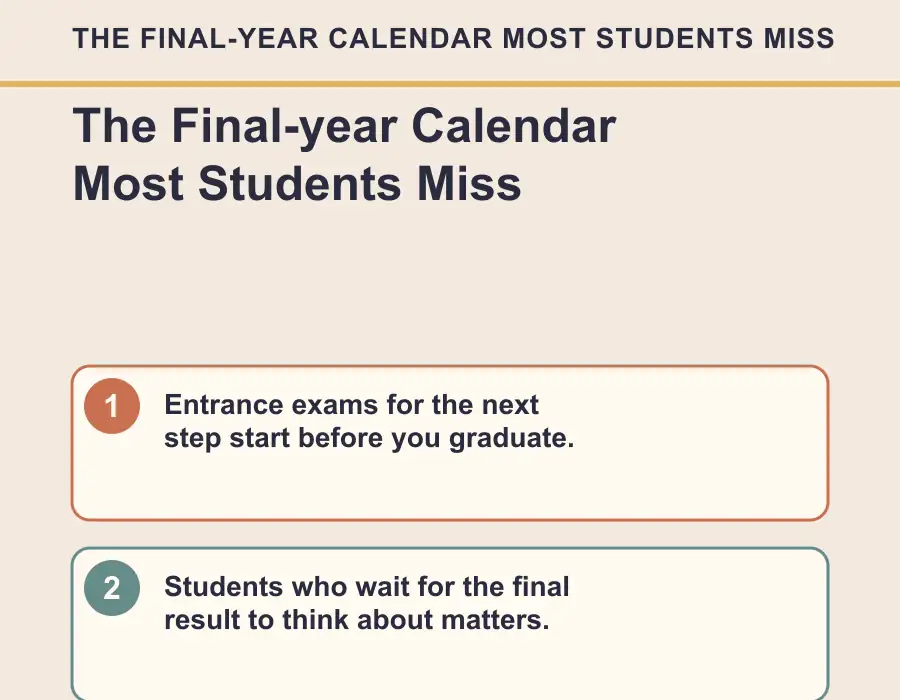 THE FINAL-YEAR CALENDAR MOST STUDENTS MISS
The Final-year Calendar
Most Students Miss
1
Entrance exams for the next
step start before you graduate.
2
Students who wait for the final
result to think about matters.